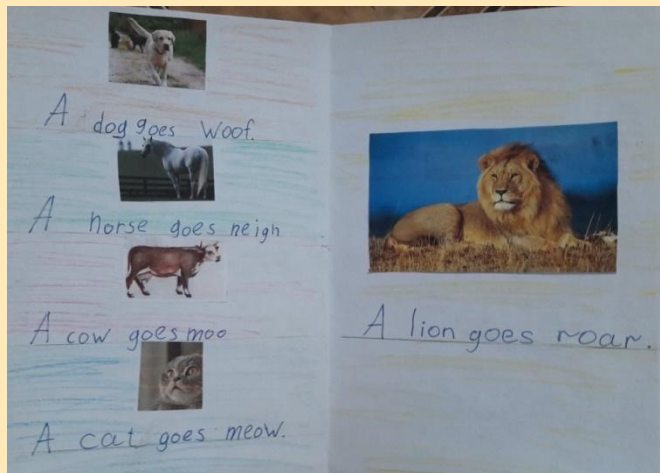 A dog goes Woof.
A horse goes neigh
A cow goes moo
A cat goes meow.
A lion goes roar.